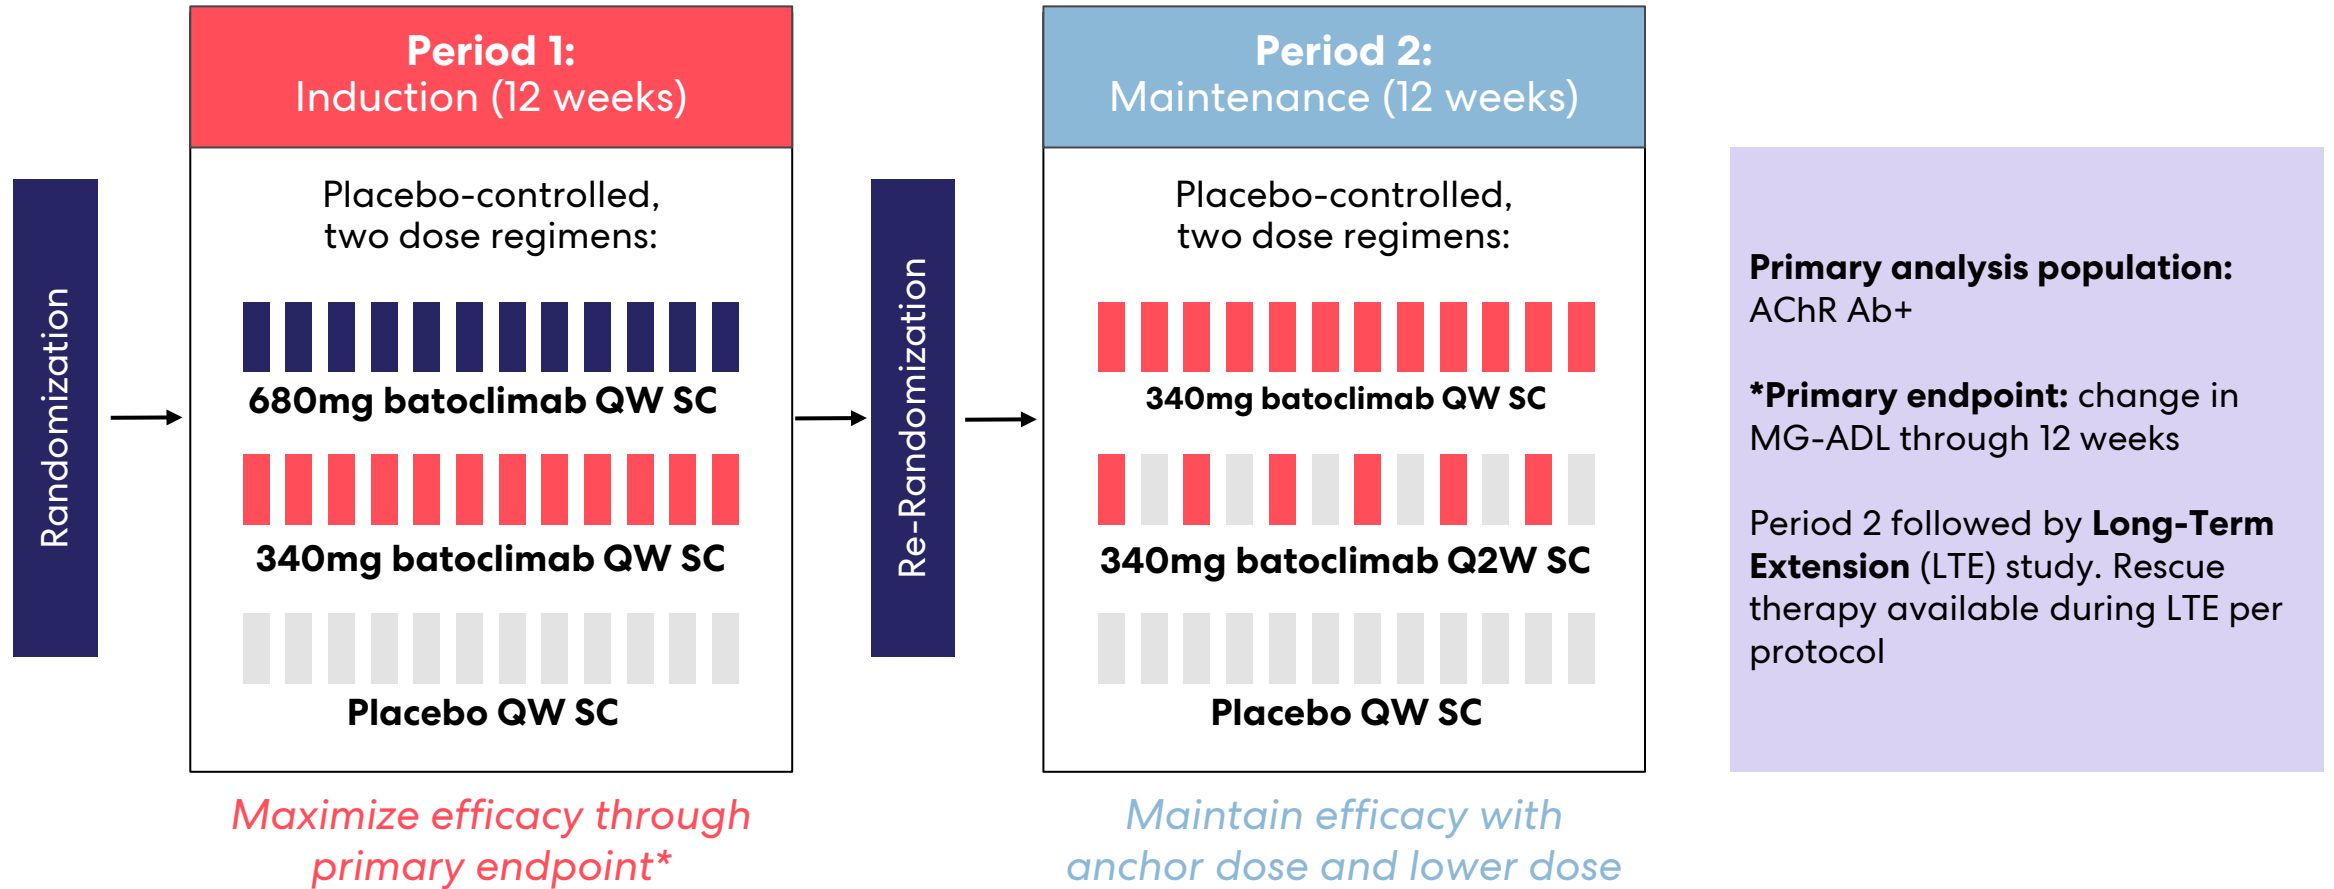 Randomization
Period 1:
Induction (12 weeks)
Placebo-controlled,
two dose regimens:
680mg batoclimab QW SC
340mg batoclimab QW SC
Placebo QW SC
Maximize efficacy through
primary endpoint*
Re-Randomization
Period 2:
Maintenance (12 weeks)
Placebo-controlled,
two dose regimens:
340mg batoclimab QW SC
340mg batoclimab Q2W SC
Placebo QW SC
Maintain efficacy with
anchor dose and lower dose
Primary analysis population:
AChR Ab+
*Primary endpoint: change in
MG-ADL through 12 weeks
Period 2 followed by Long-Term
Extension (LTE) study. Rescue
therapy available during LTE per
protocol